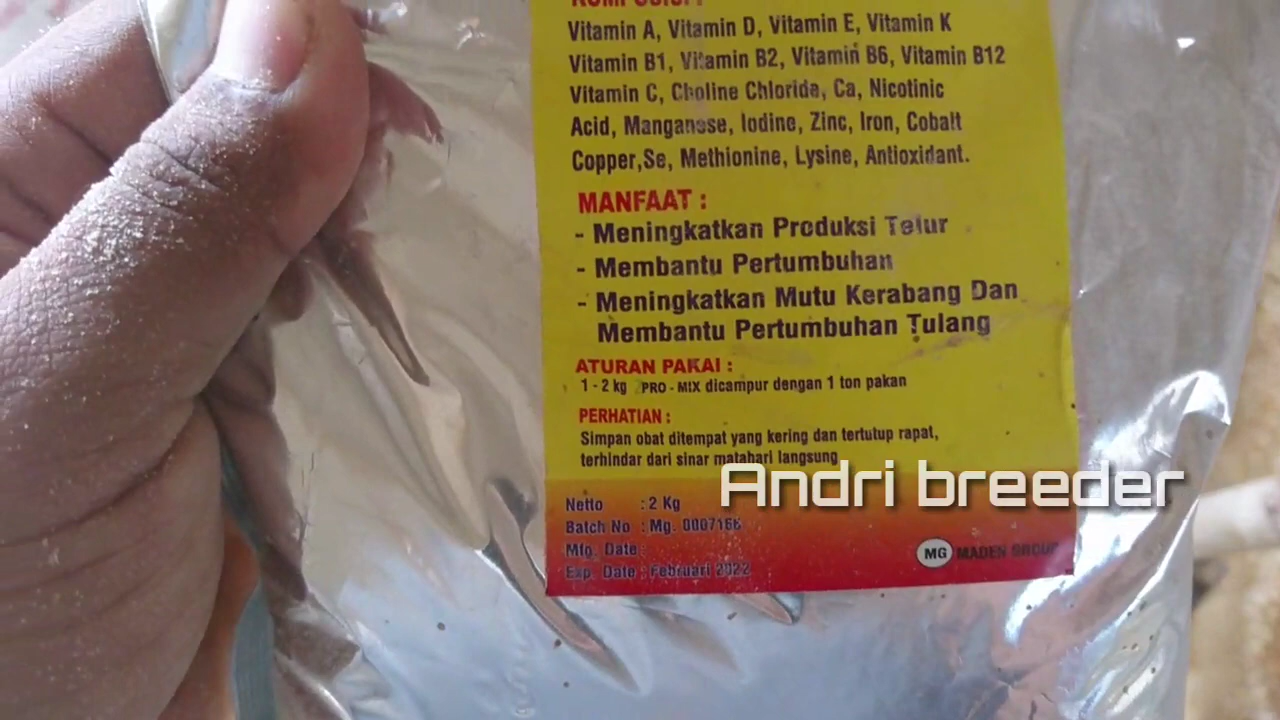 Vitamin A, Vitamin D, Vitamin E, Vitamin K
Vitamin B1, Vitamin B2, Vitamin B6, Vitamin B12
Vitamin C, Choline Chloride, Ca, Nicotinic
Acid, Manganese, Iodine, Zinc, Iron, Cobalt
Copper,Se, Methionine, Lysine, Antioxidant.
MANFAAT :
- Meningkatkan Produksi Telur
- Membantu Pertumbuhan
- Meningkatkan Mutu Kerabang Dan
Membantu Pertumbuhan Tulang
ATURAN PAKAI :
1 - 2 kg PRO - MIX dicampur dengan 1 ton pakan
PERHATIAN :
Simpan obat ditempat yang kering dan tertutup rapat,
terhindar dari sinar matahari langsung
Andri breeder
Netto : 2 Kg
Batch No : Mg. 0007166
Mfg. Date :
Exp. Date : Februari 2022
MG MADEN GROUP